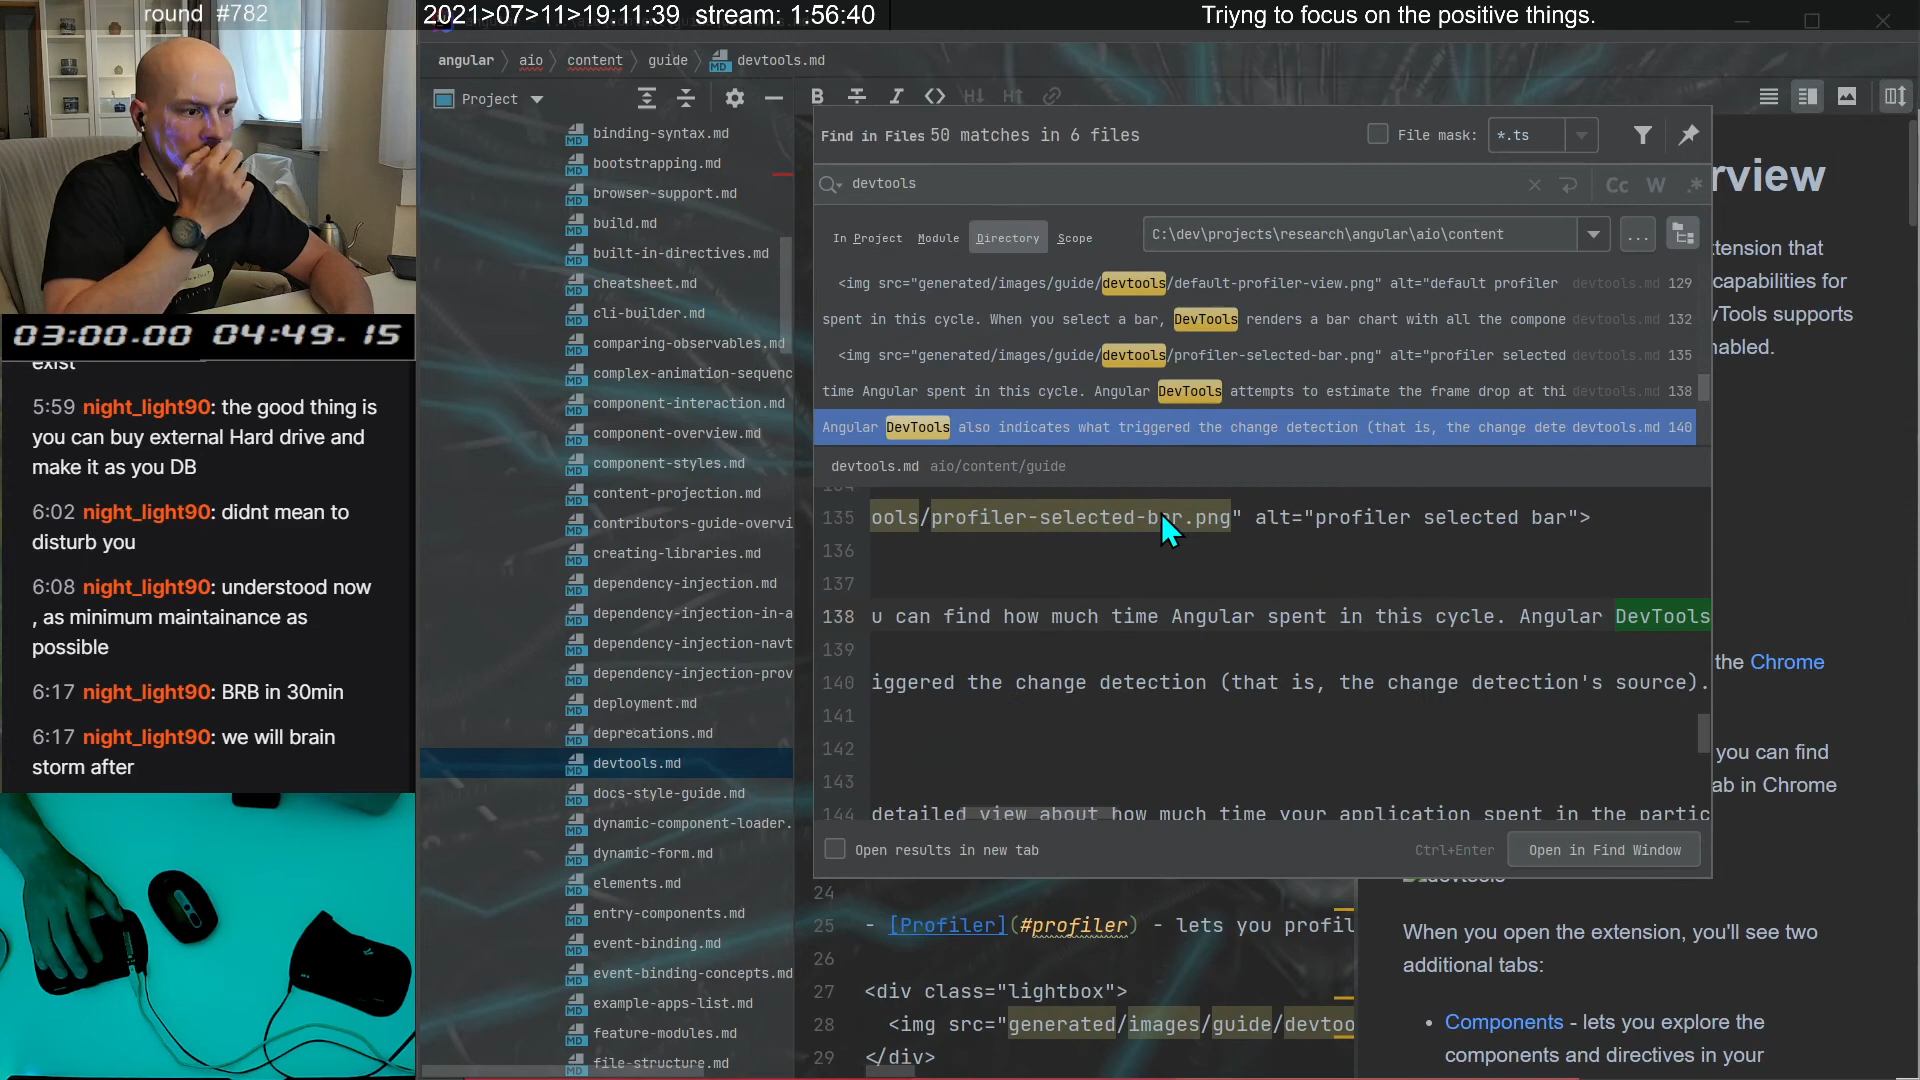 round #782
2021>07>11>19:11:39 stream: 1:56:40
Triyng to focus on the positive things.
angular
aio
content
guide
devtools.md
Project
binding-syntax.md
bootstrapping.md
browser-support.md
build.md
built-in-directives.md
cheatsheet.md
cli-builder.md
comparing-observables.md
complex-animation-sequenc
component-interaction.md
component-overview.md
component-styles.md
content-projection.md
contributors-guide-overvi
creating-libraries.md
dependency-injection.md
dependency-injection-in-a
dependency-injection-navt
dependency-injection-prov
deployment.md
deprecations.md
devtools.md
docs-style-guide.md
dynamic-component-loader.
dynamic-form.md
elements.md
entry-components.md
event-binding.md
event-binding-concepts.md
example-apps-list.md
feature-modules.md
file-structure.md
03:00.00 04:49.15
exist
5:59 night_light90: the good thing is
you can buy external Hard drive and
make it as you DB
6:02 night_light90: didnt mean to
disturb you
6:08 night_light90: understood now
, as minimum maintainance as
possible
6:17 night_light90: BRB in 30min
6:17 night_light90: we will brain
storm after
Find in Files 50 matches in 6 files
File mask: *.ts
devtools
Cc W .*
In Project Module Directory Scope
C:\dev\projects\research\angular\aio\content
...
<img src="generated/images/guide/devtools/default-profiler-view.png" alt="default profiler devtools.md 129
spent in this cycle. When you select a bar, DevTools renders a bar chart with all the compone devtools.md 132
<img src="generated/images/guide/devtools/profiler-selected-bar.png" alt="profiler selected devtools.md 135
time Angular spent in this cycle. Angular DevTools attempts to estimate the frame drop at thi devtools.md 138
Angular DevTools also indicates what triggered the change detection (that is, the change dete devtools.md 140
devtools.md aio/content/guide
135 ools/profiler-selected-bar.png" alt="profiler selected bar">
136
137
138 u can find how much time Angular spent in this cycle. Angular DevTools
139
140 iggered the change detection (that is, the change detection's source).
141
142
143
144 detailed view about how much time your application spent in the partic
Open results in new tab
Ctrl+Enter
Open in Find Window
24
25 - [Profiler](#profiler) - lets you profil
26
27 <div class="lightbox">
28 <img src="generated/images/guide/devtoo
29 </div>
rview
tension that
capabilities for
vTools supports
nabled.
the Chrome
you can find
ab in Chrome
devtools
When you open the extension, you'll see two
additional tabs:
• Components - lets you explore the
components and directives in your